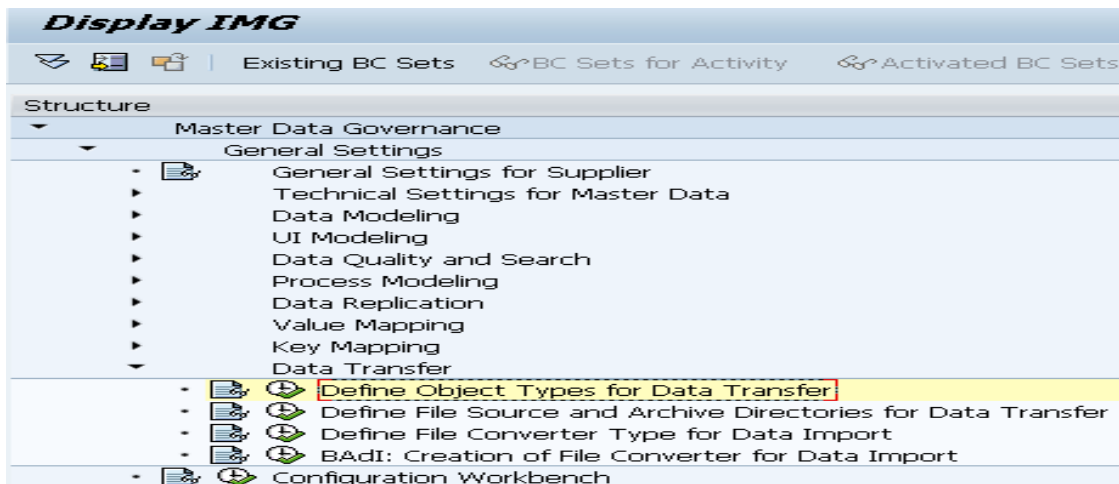 Display IMG
Existing BC Sets BC Sets for Activity Activated BC Sets
Structure
Master Data Governance
General Settings
General Settings for Supplier
Technical Settings for Master Data
Data Modeling
UI Modeling
Data Quality and Search
Process Modeling
Data Replication
Value Mapping
Key Mapping
Data Transfer
Define Object Types for Data Transfer
Define File Source and Archive Directories for Data Transfer
Define File Converter Type for Data Import
BAdI: Creation of File Converter for Data Import
Configuration Workbench